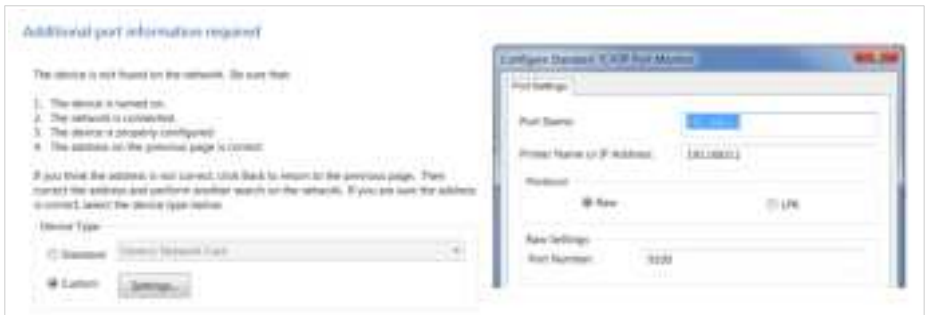 Additional port information required
The device is not found on the network. Be sure that:
1. The device is turned on.
2. The network is connected.
3. The device is properly configured.
4. The address on the previous page is correct.
If you think the address is not correct, click Back to return to the previous page. Then
correct the address and perform another search on the network. If you are sure the address
is correct, select the device type below.
Device Type
Standard
Generic Network Card
Custom
Settings...
Configure Standard TCP/IP Port Monitor
Port Settings
Port Name:
Printer Name or IP Address:
Protocol
Raw
LPR
Raw Settings
Port Number:
9100